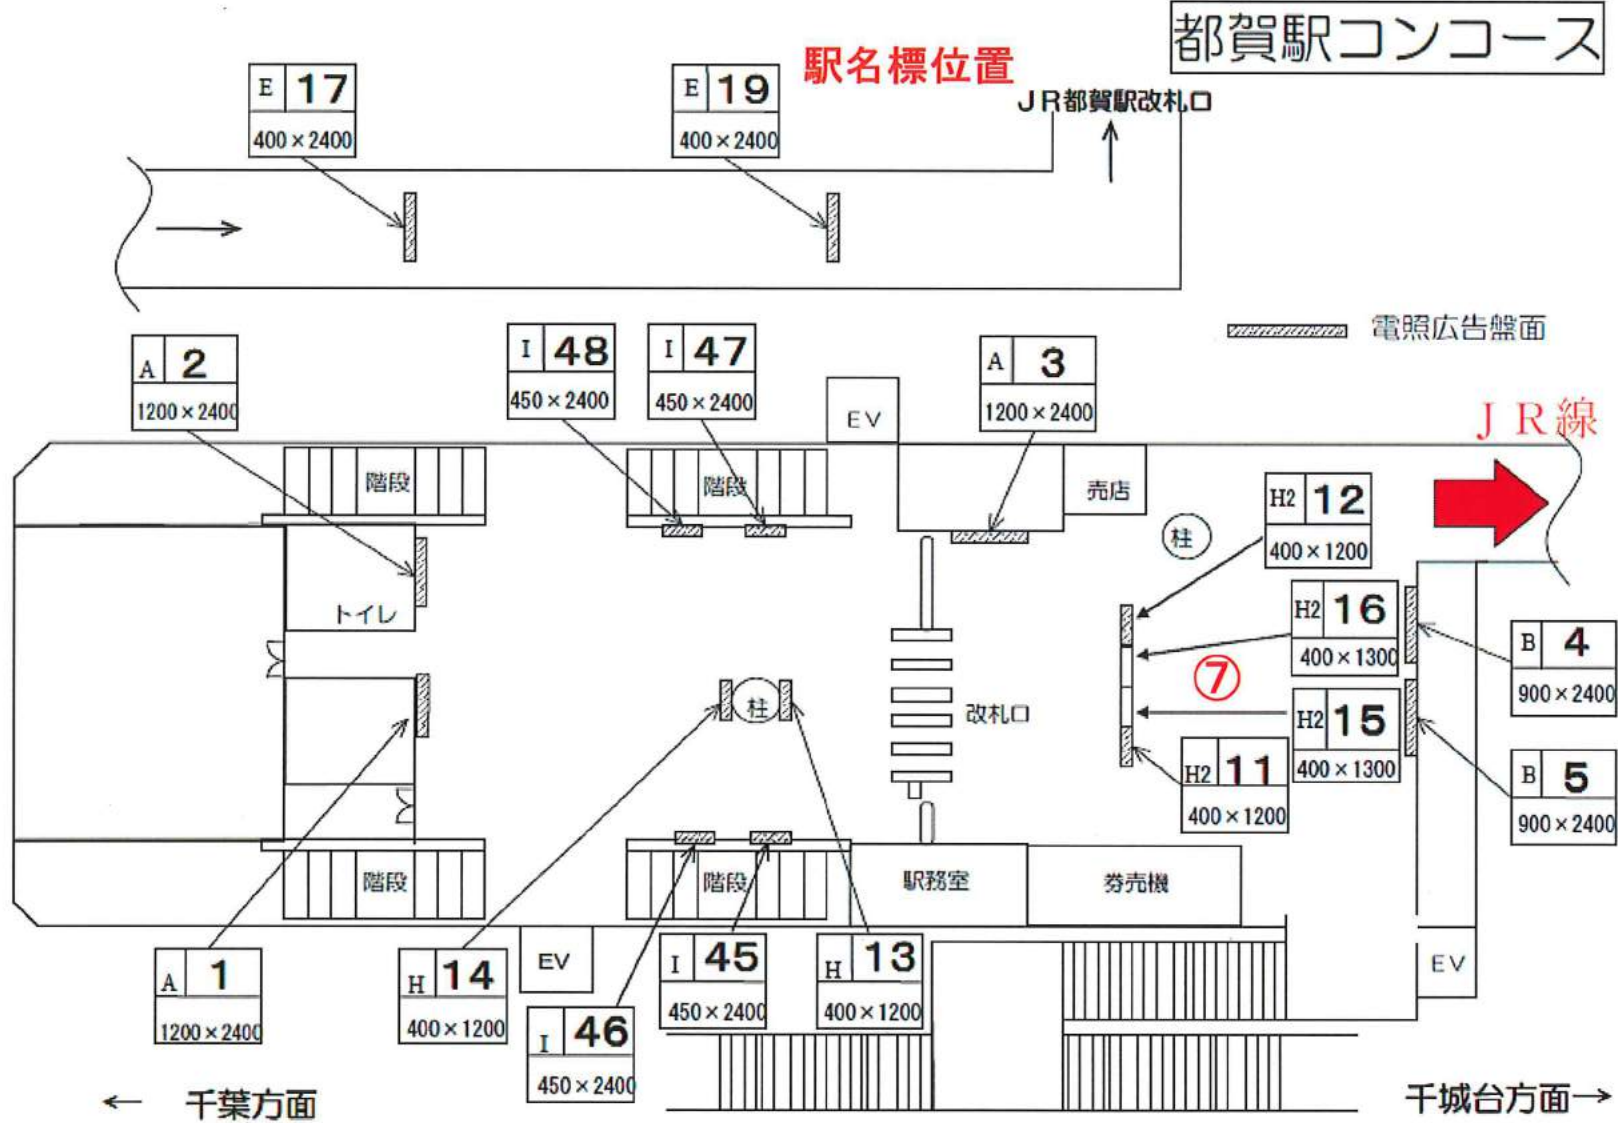 都賀駅コンコース
駅名標位置
E 17
400×2400
E 19
400×2400
JR都賀駅改札口
電照広告盤面
A 2
1200×2400
I 48
450×2400
I 47
450×2400
EV
A 3
1200×2400
JR線
階段
階段
売店
柱
H2 12
400×1200
トイレ
H2 16
400×1300
B 4
900×2400
⑦
柱
改札口
H2 15
400×1300
H2 11
400×1200
B 5
900×2400
階段
階段
駅務室
券売機
A 1
1200×2400
H 14
400×1200
EV
I 46
450×2400
I 45
450×2400
H 13
400×1200
EV
← 千葉方面
千城台方面→